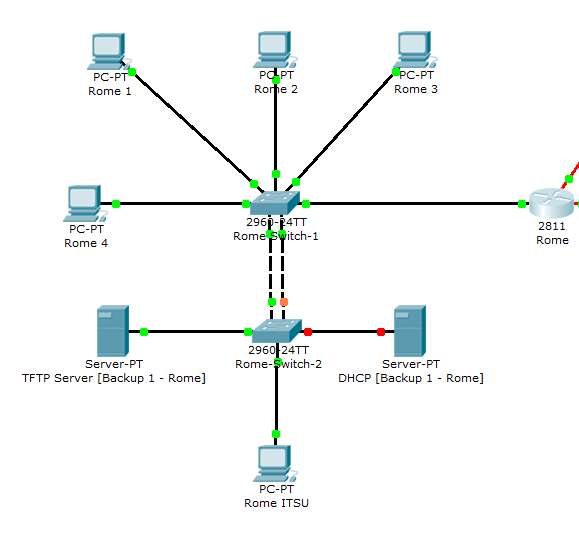 PC-PT
Rome 1
PC-PT
Rome 2
PC-PT
Rome 3
PC-PT
Rome 4
2960-24TT
Rome-Switch-1
2811
Rome
Server-PT
TFTP Server [Backup 1 - Rome]
2960-24TT
Rome-Switch-2
Server-PT
DHCP [Backup 1 - Rome]
PC-PT
Rome ITSU